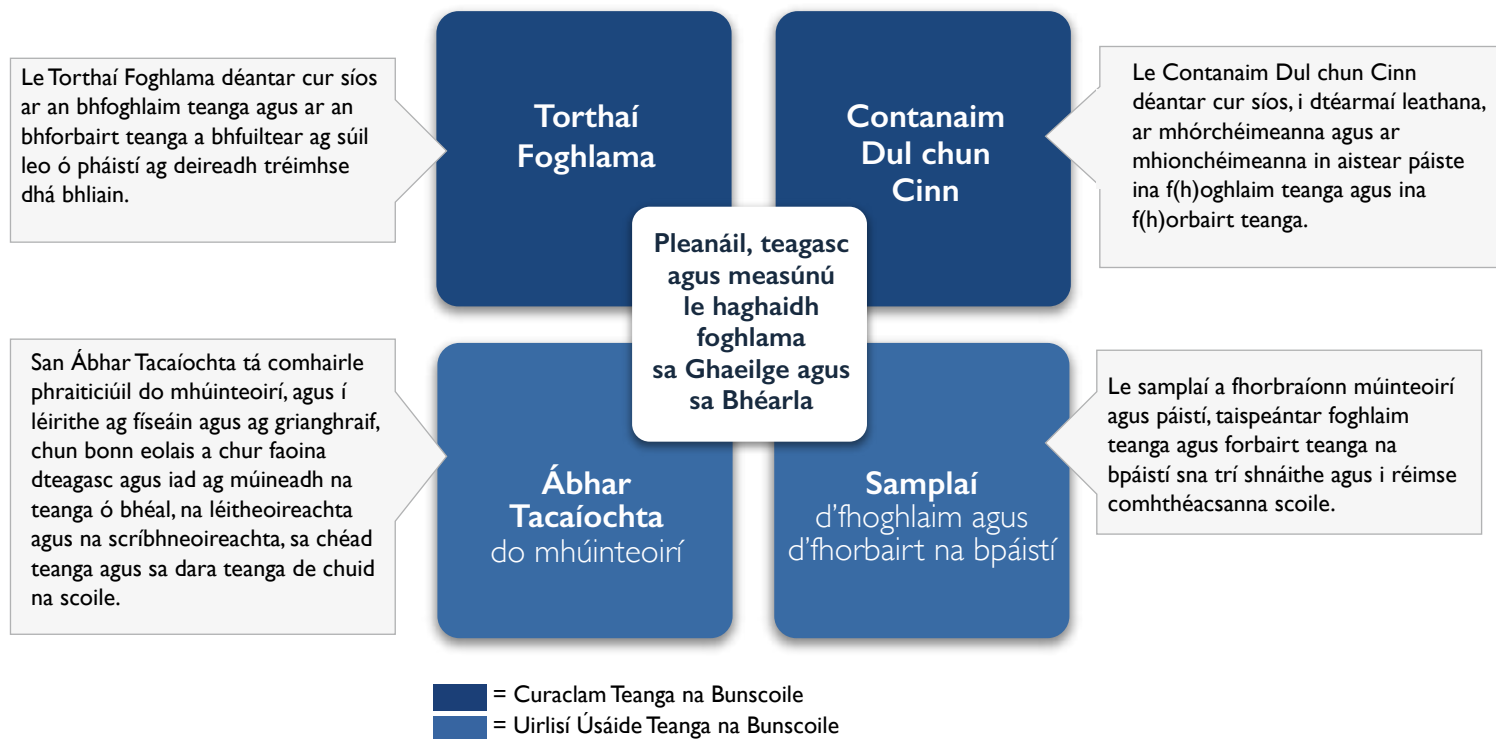 Le Torthaí Foghlama déantar cur síos
ar an bhfoghlaim teanga agus ar an
bhforbairt teanga a bhfuiltear ag súil
leo ó pháistí ag deireadh tréimhse
dhá bhliain.
Torthaí
Foghlama
Contanaim
Dul chun
Cinn
Le Contanaim Dul chun Cinn
déantar cur síos, i dtéarmaí leathana,
ar mhórchéimeanna agus ar
mhionchéimeanna in aistear páiste
ina f(h)oghlaim teanga agus ina
f(h)orbairt teanga.
Pleanáil, teagasc
agus measúnú
le haghaidh
foghlama
sa Ghaeilge agus
sa Bhéarla
San Ábhar Tacaíochta tá comhairle
phraiticiúil do mhúinteoirí, agus í
léirithe ag físeáin agus ag grianghraif,
chun bonn eolais a chur faoina
dteagasc agus iad ag múineadh na
teanga ó bhéal, na léitheoireachta
agus na scríbhneoireachta, sa chéad
teanga agus sa dara teanga de chuid
na scoile.
Ábhar
Tacaíochta
do mhúinteoirí
Samplaí
d'fhoghlaim agus
d'fhorbairt na bpáistí
Le samplaí a fhorbraíonn múinteoirí
agus páistí, taispeántar foghlaim
teanga agus forbairt teanga na
bpáistí sna trí shnáithe agus i réimse
comhthéacsanna scoile.
= Curaclam Teanga na Bunscoile
= Uirlisí Úsáide Teanga na Bunscoile